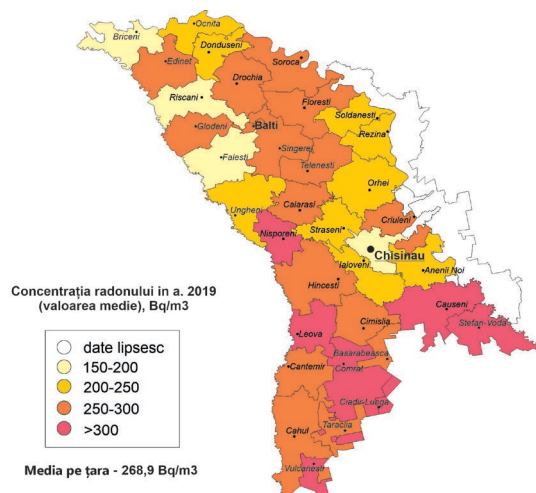 Ocnita
Briceni
Donduseni
Edinet
Soroca
Drochia
Riscani
Floresti
Soldanesti
Glodeni
Balti
Rezina
Singerei
Falesti
Telenesti
Orhei
Calarasi
Ungheni
Criuleni
Straseni
Nisporeni
Chisinau
Ialoveni
Anenii Noi
Hincesti
Causeni
Stefan-Voda
Leova
Cimislia
Basarabeasca
Cantemir
Comrat
Ciadir-Lunga
Taraclia
Cahul
Vulcanesti
Concentrația radonului in a. 2019
(valoarea medie), Bq/m3
date lipsesc
150-200
200-250
250-300
>300
Media pe țara - 268,9 Bq/m3